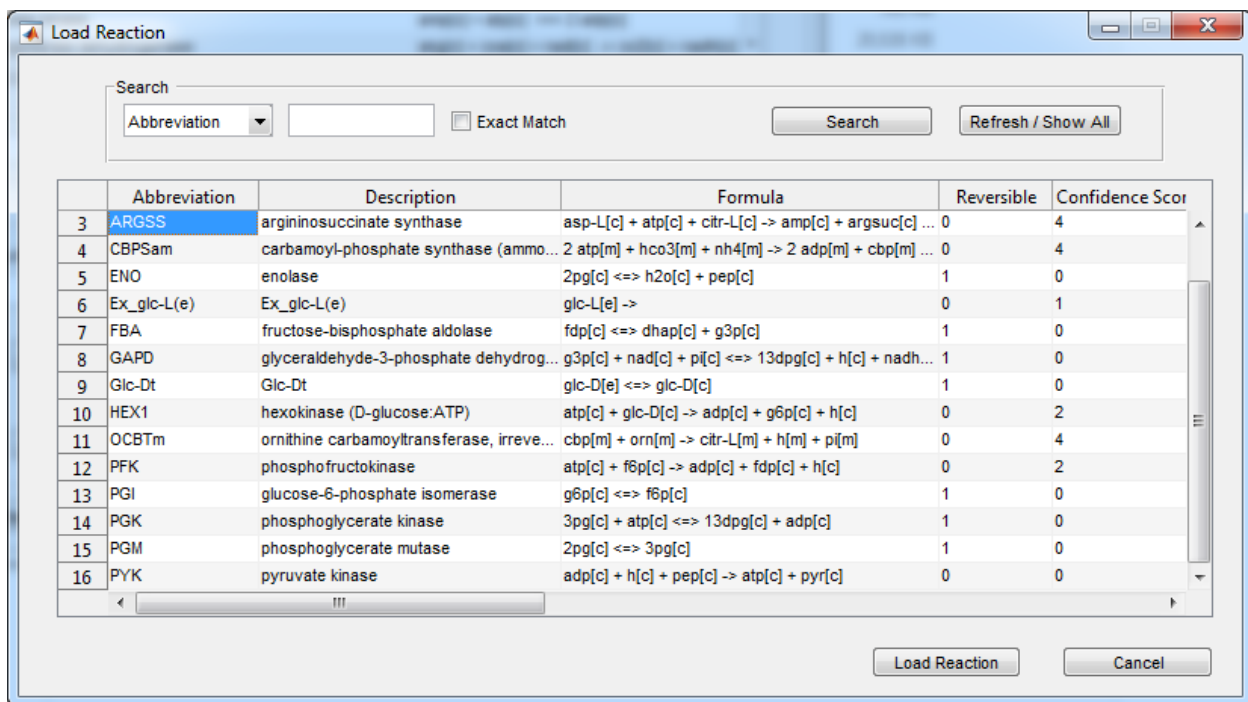 Load Reaction
Search
Abbreviation Exact Match Search Refresh / Show All
Abbreviation Description Formula Reversible Confidence Scor
3 ARGSS argininosuccinate synthase asp-L[c] + atp[c] + citr-L[c] -> amp[c] + argsuc[c] ... 0 4
4 CBPSam carbamoyl-phosphate synthase (ammo... 2 atp[m] + hco3[m] + nh4[m] -> 2 adp[m] + cbp[m] ... 0 4
5 ENO enolase 2pg[c] <=> h2o[c] + pep[c] 1 0
6 Ex_glc-L(e) Ex_glc-L(e) glc-L[e] -> 0 1
7 FBA fructose-bisphosphate aldolase fdp[c] <=> dhap[c] + g3p[c] 1 0
8 GAPD glyceraldehyde-3-phosphate dehydrog... g3p[c] + nad[c] + pi[c] <=> 13dpg[c] + h[c] + nadh... 1 0
9 Glc-Dt Glc-Dt glc-D[e] <=> glc-D[c] 1 0
10 HEX1 hexokinase (D-glucose:ATP) atp[c] + glc-D[c] -> adp[c] + g6p[c] + h[c] 0 2
11 OCBTm ornithine carbamoyltransferase, irreve... cbp[m] + orn[m] -> citr-L[m] + h[m] + pi[m] 0 4
12 PFK phosphofructokinase atp[c] + f6p[c] -> adp[c] + fdp[c] + h[c] 0 2
13 PGI glucose-6-phosphate isomerase g6p[c] <=> f6p[c] 1 0
14 PGK phosphoglycerate kinase 3pg[c] + atp[c] <=> 13dpg[c] + adp[c] 1 0
15 PGM phosphoglycerate mutase 2pg[c] <=> 3pg[c] 1 0
16 PYK pyruvate kinase adp[c] + h[c] + pep[c] -> atp[c] + pyr[c] 0 0
Load Reaction Cancel